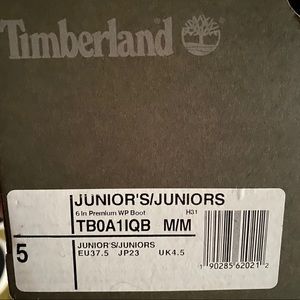 Timberland
JUNIOR'S/JUNIORS
6 In Premium WP Boot H31
TB0A1IQB M/M
5
JUNIOR'S/JUNIORS
EU37.5 JP23 UK4.5
1 90285 62021 2